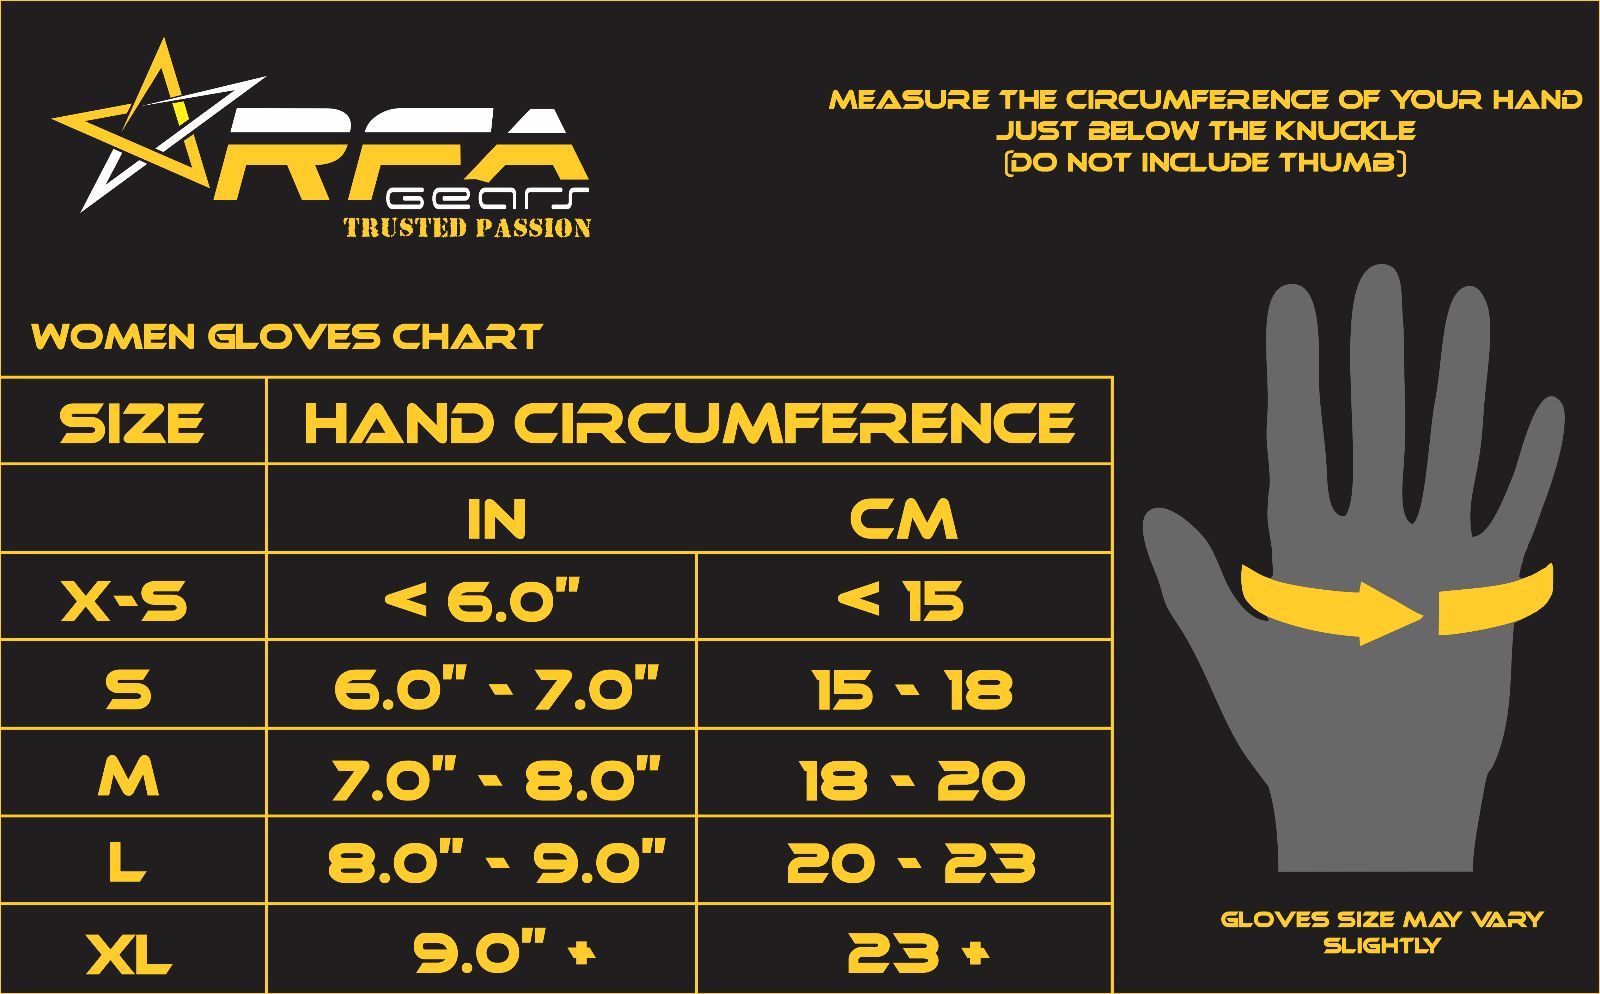 RFA
Gears
TRUSTED PASSION
MEASURE THE CIRCUMFERENCE OF YOUR HAND
JUST BELOW THE KNUCKLE
(DO NOT INCLUDE THUMB)
WOMEN GLOVES CHART
SIZE HAND CIRCUMFERENCE
IN CM
X-S < 6.0" < 15
S 6.0" - 7.0" 15 - 18
M 7.0" - 8.0" 18 - 20
L 8.0" - 9.0" 20 - 23
XL 9.0" + 23 +
GLOVES SIZE MAY VARY
SLIGHTLY